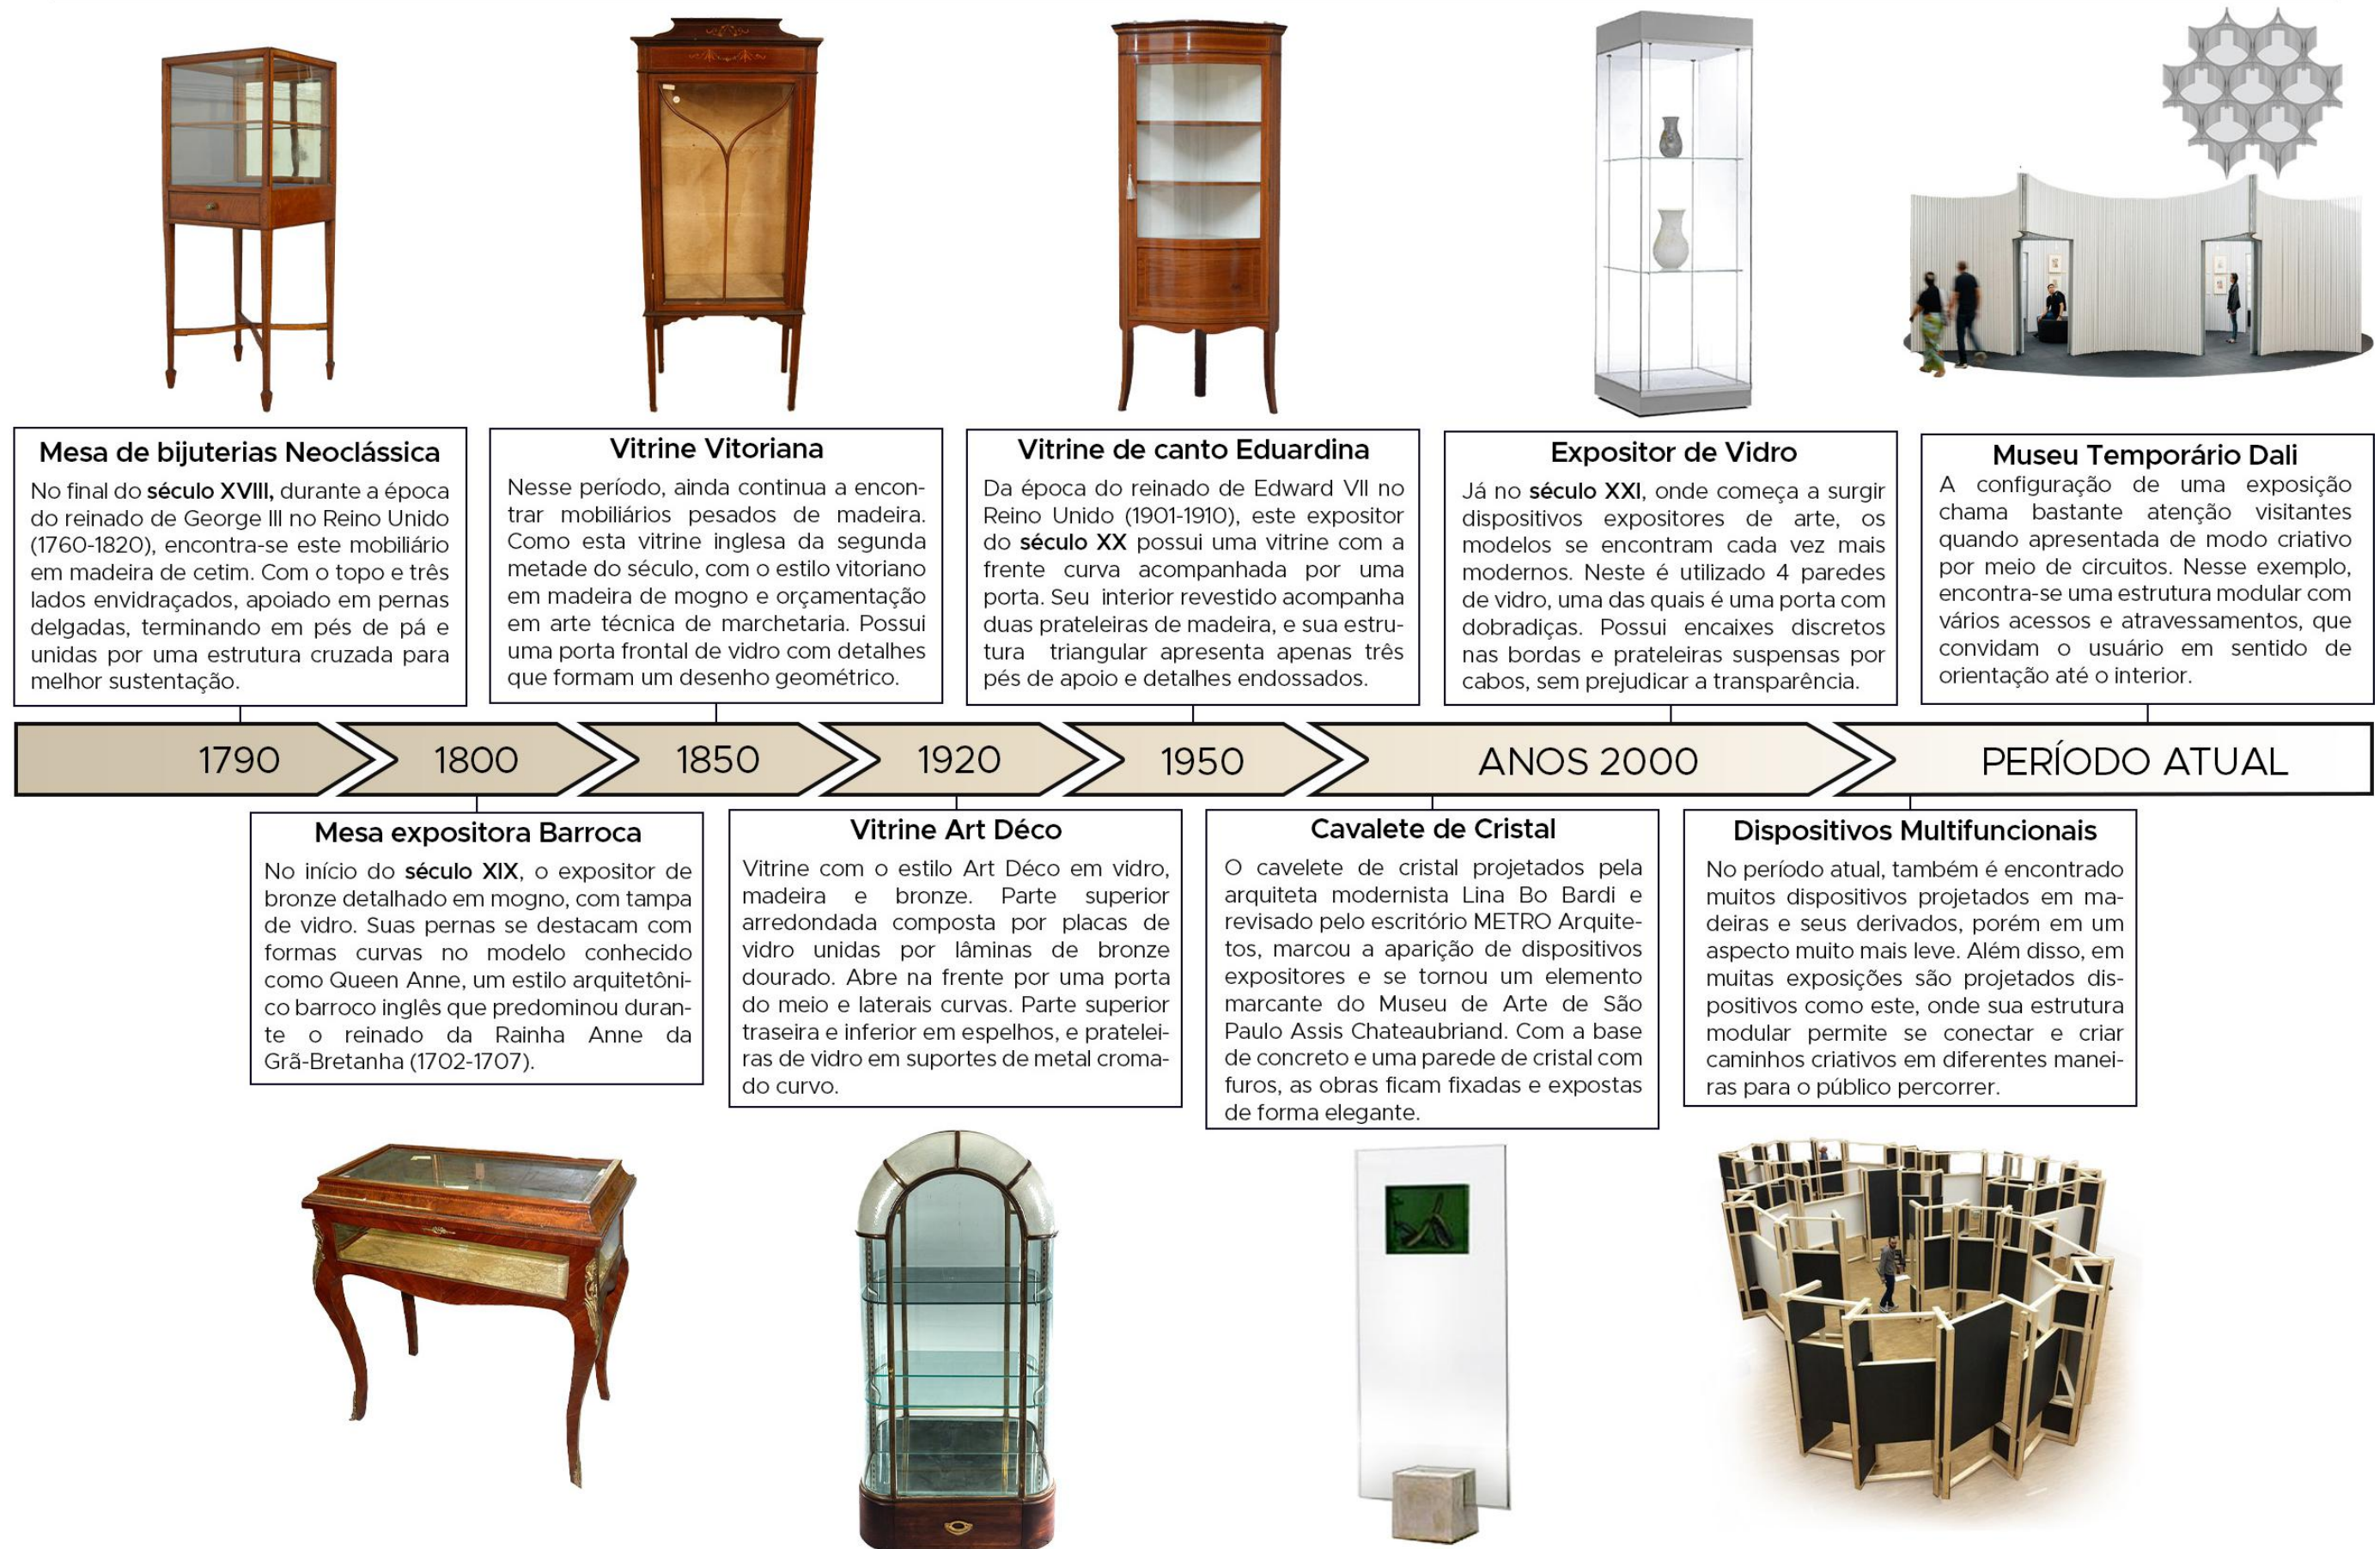 Mesa de bijuterias Neoclássica
No final do século XVIII, durante a época
do reinado de George III no Reino Unido
(1760-1820), encontra-se este mobiliário
em madeira de cetim. Com o topo e três
lados envidraçados, apoiado em pernas
delgadas, terminando em pés de pá e
unidas por uma estrutura cruzada para
melhor sustentação.
Vitrine Vitoriana
Nesse período, ainda continua a encon-
trar mobiliários pesados de madeira.
Como esta vitrine inglesa da segunda
metade do século, com o estilo vitoriano
em madeira de mogno e orçamentação
em arte técnica de marchetaria. Possui
uma porta frontal de vidro com detalhes
que formam um desenho geométrico.
Vitrine de canto Eduardina
Da época do reinado de Edward VII no
Reino Unido (1901-1910), este expositor
do século XX possui uma vitrine com a
frente curva acompanhada por uma
porta. Seu interior revestido acompanha
duas prateleiras de madeira, e sua estru-
tura triangular apresenta apenas três
pés de apoio e detalhes endossados.
Expositor de Vidro
Já no século XXI, onde começa a surgir
dispositivos expositores de arte, os
modelos se encontram cada vez mais
modernos. Neste é utilizado 4 paredes
de vidro, uma das quais é uma porta com
dobradiças. Possui encaixes discretos
nas bordas e prateleiras suspensas por
cabos, sem prejudicar a transparência.
Museu Temporário Dali
A configuração de uma exposição
chama bastante atenção visitantes
quando apresentada de modo criativo
por meio de circuitos. Nesse exemplo,
encontra-se uma estrutura modular com
vários acessos e atravessamentos, que
convidam o usuário em sentido de
orientação até o interior.
1790
1800
1850
1920
1950
ANOS 2000
PERÍODO ATUAL
Mesa expositora Barroca
No início do século XIX, o expositor de
bronze detalhado em mogno, com tampa
de vidro. Suas pernas se destacam com
formas curvas no modelo conhecido
como Queen Anne, um estilo arquitetôni-
co barroco inglês que predominou duran-
te o reinado da Rainha Anne da
Grã-Bretanha (1702-1707).
Vitrine Art Déco
Vitrine com o estilo Art Déco em vidro,
madeira e bronze. Parte superior
arredondada composta por placas de
vidro unidas por lâminas de bronze
dourado. Abre na frente por uma porta
do meio e laterais curvas. Parte superior
traseira e inferior em espelhos, e pratelei-
ras de vidro em suportes de metal croma-
do curvo.
Cavalete de Cristal
O cavelete de cristal projetados pela
arquiteta modernista Lina Bo Bardi e
revisado pelo escritório METRO Arquite-
tos, marcou a aparição de dispositivos
expositores e se tornou um elemento
marcante do Museu de Arte de São
Paulo Assis Chateaubriand. Com a base
de concreto e uma parede de cristal com
furos, as obras ficam fixadas e expostas
de forma elegante.
Dispositivos Multifuncionais
No período atual, também é encontrado
muitos dispositivos projetados em ma-
deiras e seus derivados, porém em um
aspecto muito mais leve. Além disso, em
muitas exposições são projetados dis-
positivos como este, onde sua estrutura
modular permite se conectar e criar
caminhos criativos em diferentes manei-
ras para o público percorrer.